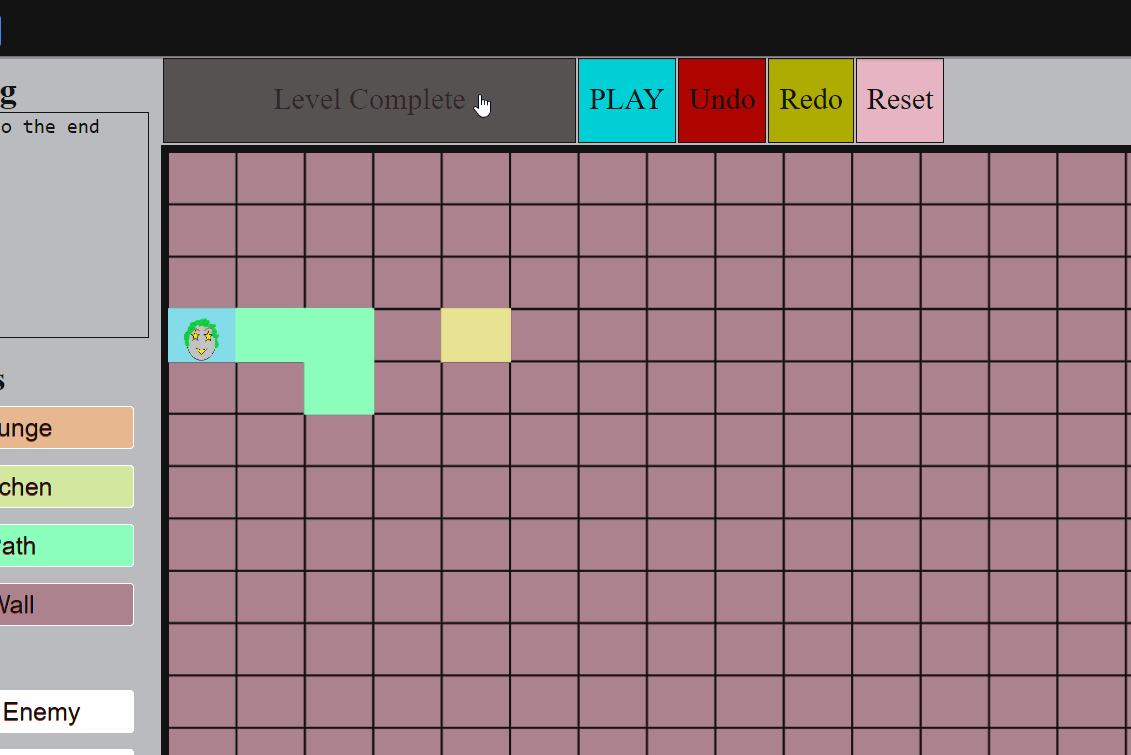 g
Level Complete
PLAY
Undo
Redo
Reset
o the end
s
unge
chen
Path
Wall
Enemy